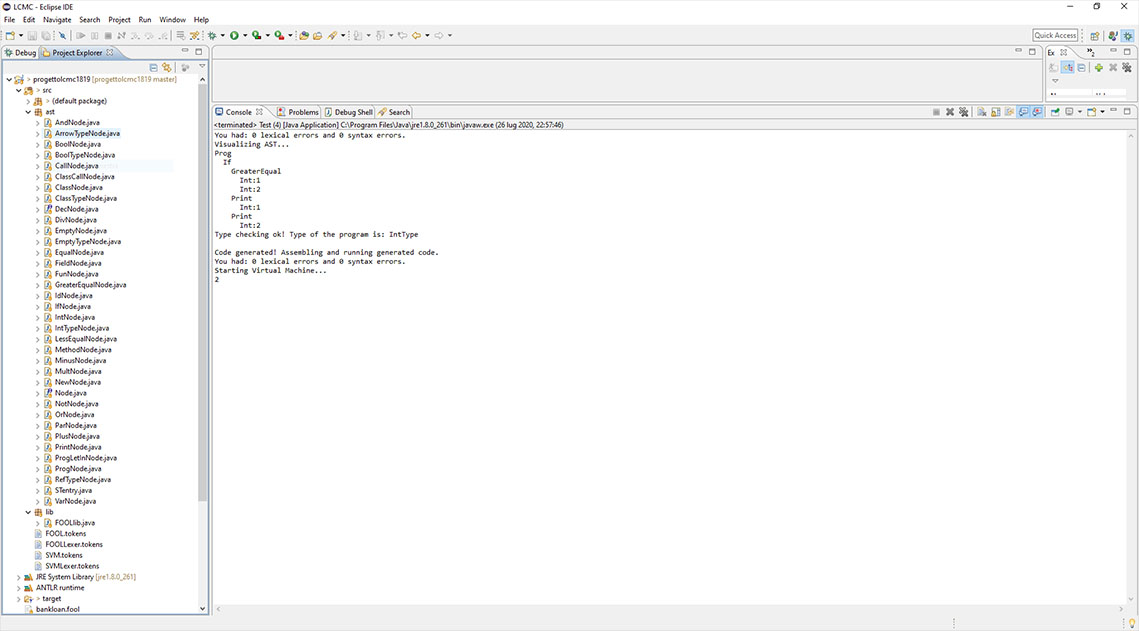 LCMC - Eclipse IDE
File Edit Navigate Search Project Run Window Help
Quick Access
Debug Project Explorer
> progettolcmc1819 [progettolcmc1819 master]
> src
> (default package)
ast
AndNode.java
ArrowTypeNode.java
BoolNode.java
BoolTypeNode.java
CallNode.java
ClassCallNode.java
ClassNode.java
ClassTypeNode.java
DecNode.java
DivNode.java
EmptyNode.java
EmptyTypeNode.java
EqualNode.java
FieldNode.java
FunNode.java
GreaterEqualNode.java
IdNode.java
IfNode.java
IntNode.java
IntTypeNode.java
LessEqualNode.java
MethodNode.java
MinusNode.java
MultNode.java
NewNode.java
Node.java
NotNode.java
OrNode.java
ParNode.java
PlusNode.java
PrintNode.java
ProgLetInNode.java
ProgNode.java
RefTypeNode.java
STentry.java
VarNode.java
lib
FOOLlib.java
FOOL.tokens
FOOLLexer.tokens
SVM.tokens
SVMLexer.tokens
JRE System Library [jre1.8.0_261]
ANTLR runtime
> target
bankloan.fool
Console Problems Debug Shell Search
<terminated> Test (4) [Java Application] C:\Program Files\Java\jre1.8.0_261\bin\javaw.exe (26 lug 2020, 22:57:46)
You had: 0 lexical errors and 0 syntax errors.
Visualizing AST...
Prog
If
GreaterEqual
Int:1
Int:2
Print
Int:1
Print
Int:2
Type checking ok! Type of the program is: IntType
Code generated! Assembling and running generated code.
You had: 0 lexical errors and 0 syntax errors.
Starting Virtual Machine...
2
Ex